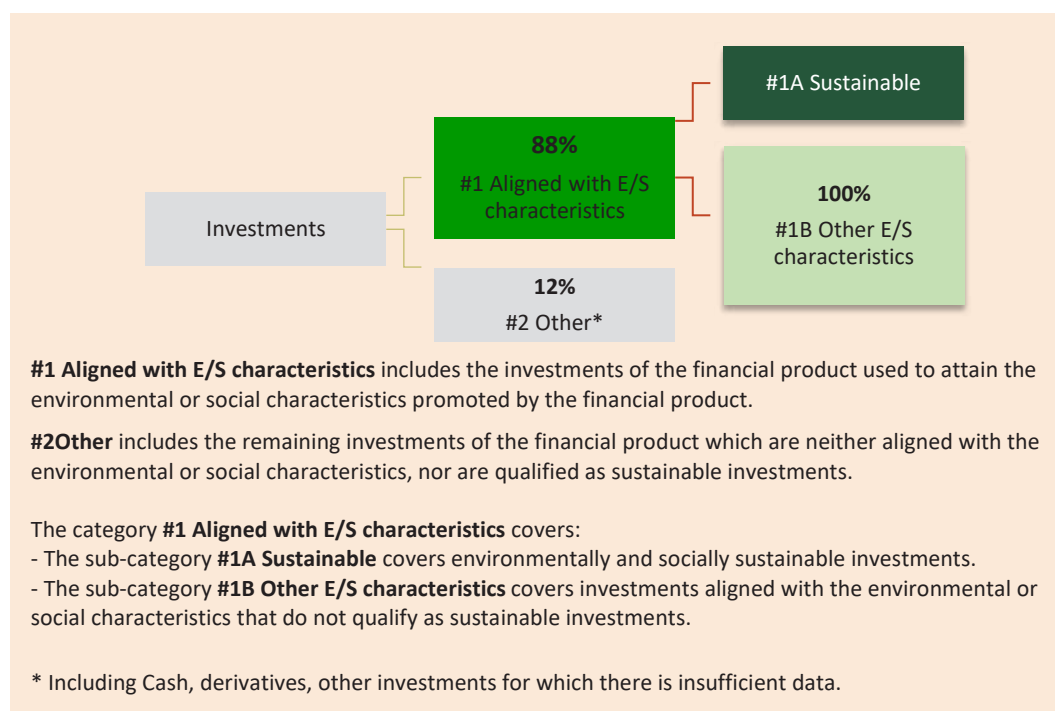 #1A Sustainable
88%
#1 Aligned with E/S
characteristics
100%
#1B Other E/S
characteristics
Investments
12%
#2 Other*
#1 Aligned with E/S characteristics includes the investments of the financial product used to attain the
environmental or social characteristics promoted by the financial product.
#2Other includes the remaining investments of the financial product which are neither aligned with the
environmental or social characteristics, nor are qualified as sustainable investments.
The category #1 Aligned with E/S characteristics covers:
- The sub-category #1A Sustainable covers environmentally and socially sustainable investments.
- The sub-category #1B Other E/S characteristics covers investments aligned with the environmental or
social characteristics that do not qualify as sustainable investments.
* Including Cash, derivatives, other investments for which there is insufficient data.